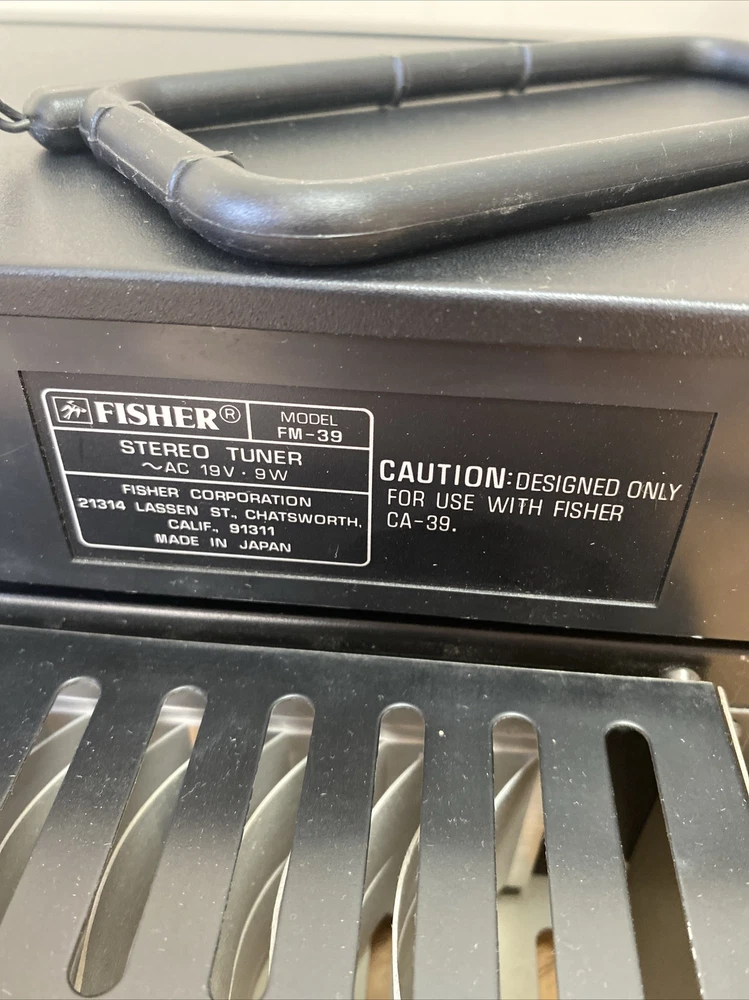 FISHER®
MODEL
FM-39
STEREO TUNER
~AC 19V · 9W
FISHER CORPORATION
21314 LASSEN ST., CHATSWORTH,
CALIF., 91311
MADE IN JAPAN
CAUTION: DESIGNED ONLY
FOR USE WITH FISHER
CA-39.